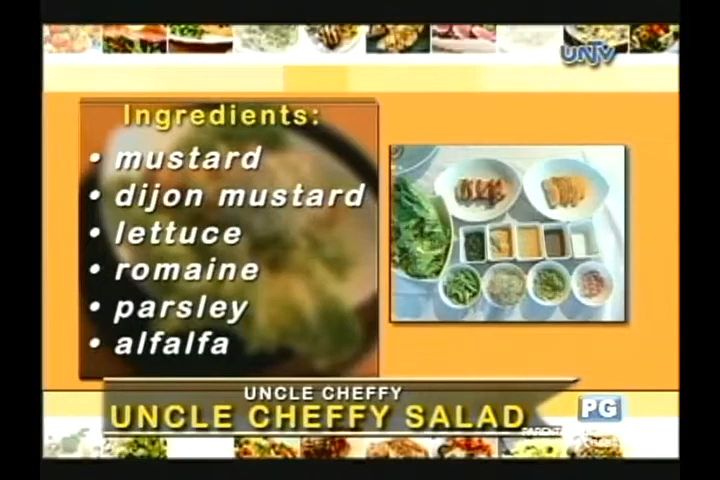 UNTV
Ingredients:
• mustard
• dijon mustard
• lettuce
• romaine
• parsley
• alfalfa
UNCLE CHEFFY
UNCLE CHEFFY SALAD
PG